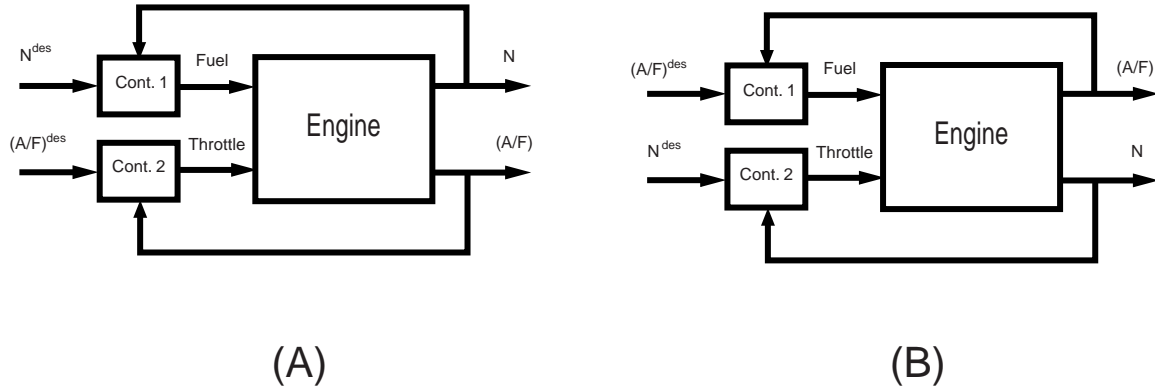 N^des
Cont. 1
Fuel
Engine
N
(A/F)^des
Cont. 2
Throttle
(A/F)
(A)
(A/F)^des
Cont. 1
Fuel
Engine
(A/F)
N^des
Cont. 2
Throttle
N
(B)